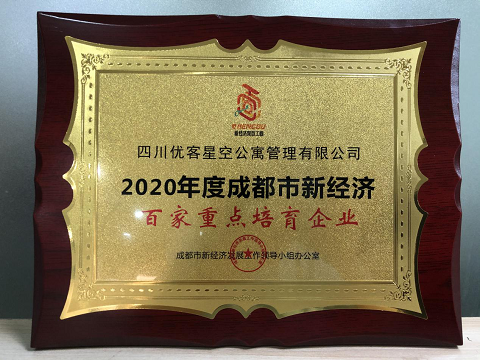 CHENGDU
四川优客星空公寓管理有限公司
2020年度成都市新经济
百家重点培育企业
成都市新经济发展工作领导小组办公室